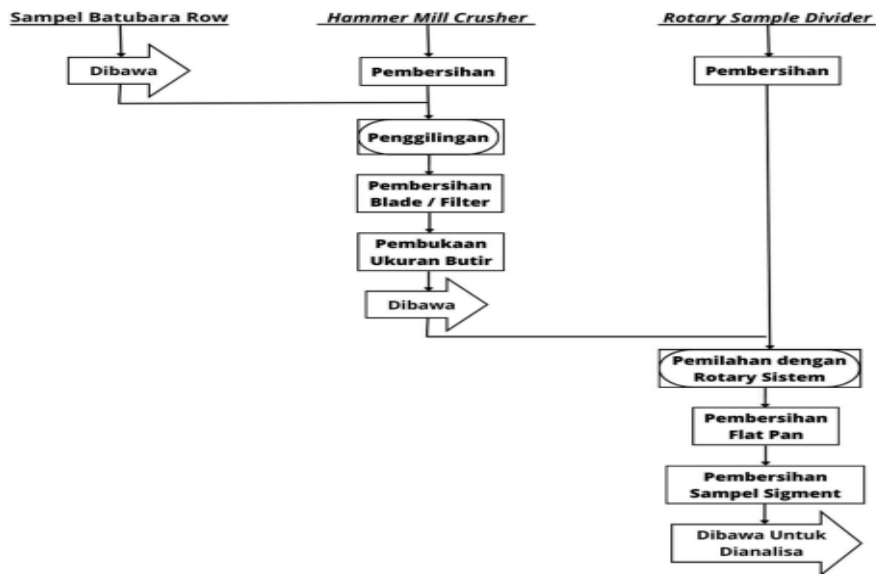 Sampel Batubara Row
Hammer Mill Crusher
Rotary Sample Divider
Dibawa
Pembersihan
Pembersihan
Penggilingan
Pembersihan
Blade / Filter
Pembukaan
Ukuran Butir
Dibawa
Pemilahan dengan
Rotary Sistem
Pembersihan
Flat Pan
Pembersihan
Sampel Sigment
Dibawa Untuk
Dianalisa